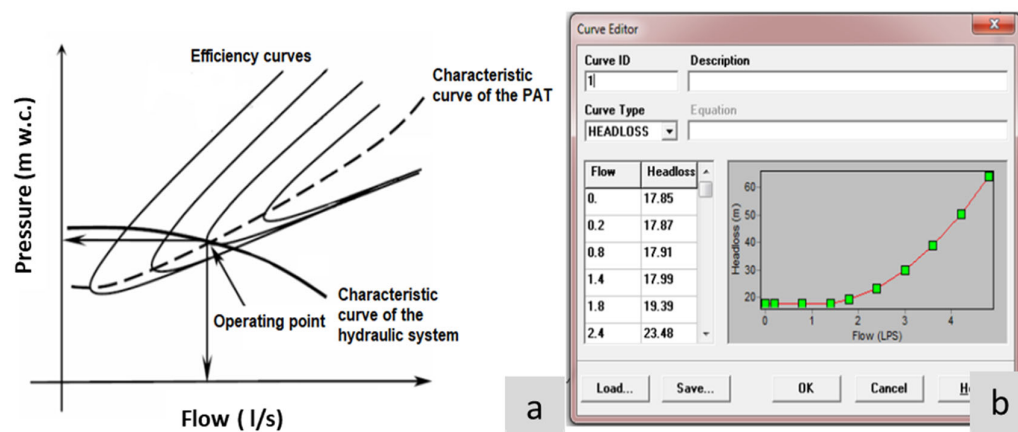 Efficiency curves
Characteristic
curve of the PAT
Pressure (m w.c.)
Operating point
Characteristic
curve of the
hydraulic system
Flow ( l/s)
a
Curve Editor
Curve ID
Description
1
Curve Type
Equation
HEADLOSS
Flow Headloss
0. 17.85
0.2 17.87
0.8 17.91
1.4 17.99
1.8 19.39
2.4 23.48
Headloss (m)
60
50
40
30
20
0 1 2 3 4
Flow (LPS)
Load... Save... OK Cancel
b